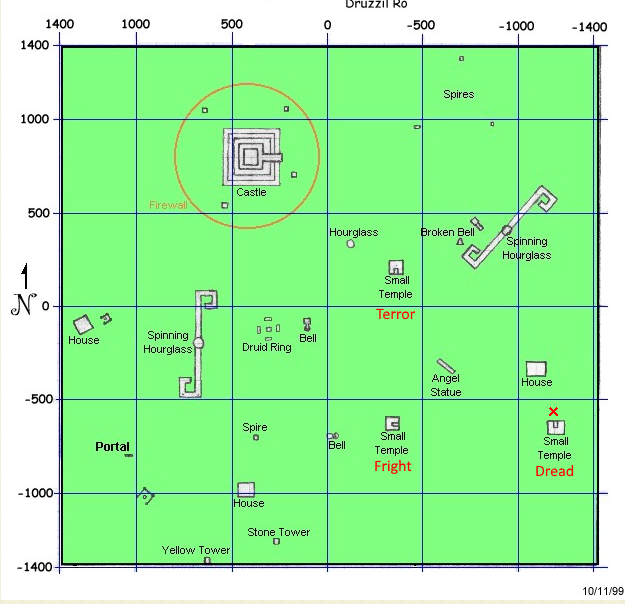 Druzzil Ro
1400 1000 500 0 -500 -1000 -1400
1400
Spires
1000
Castle
Firewall
500
Hourglass
Broken Bell
Spinning
Hourglass
Small
Temple
N
0
Terror
House
Spinning
Hourglass
Druid Ring
Bell
Angel
Statue
House
-500
Spire
Bell
Small
Temple
Small
Temple
Portal
Fright
Dread
-1000
House
Stone Tower
Yellow Tower
-1400
10/11/99